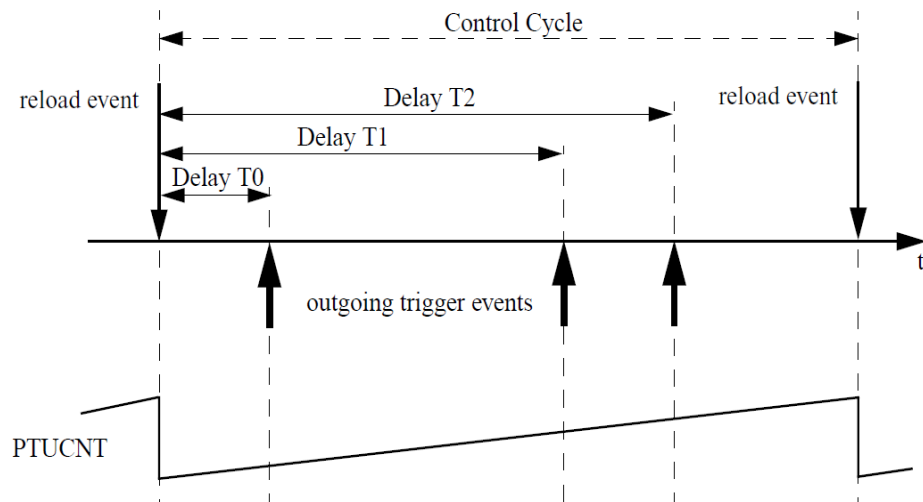 Control Cycle
reload event
Delay T2
reload event
Delay T1
Delay T0
t
outgoing trigger events
PTUCNT